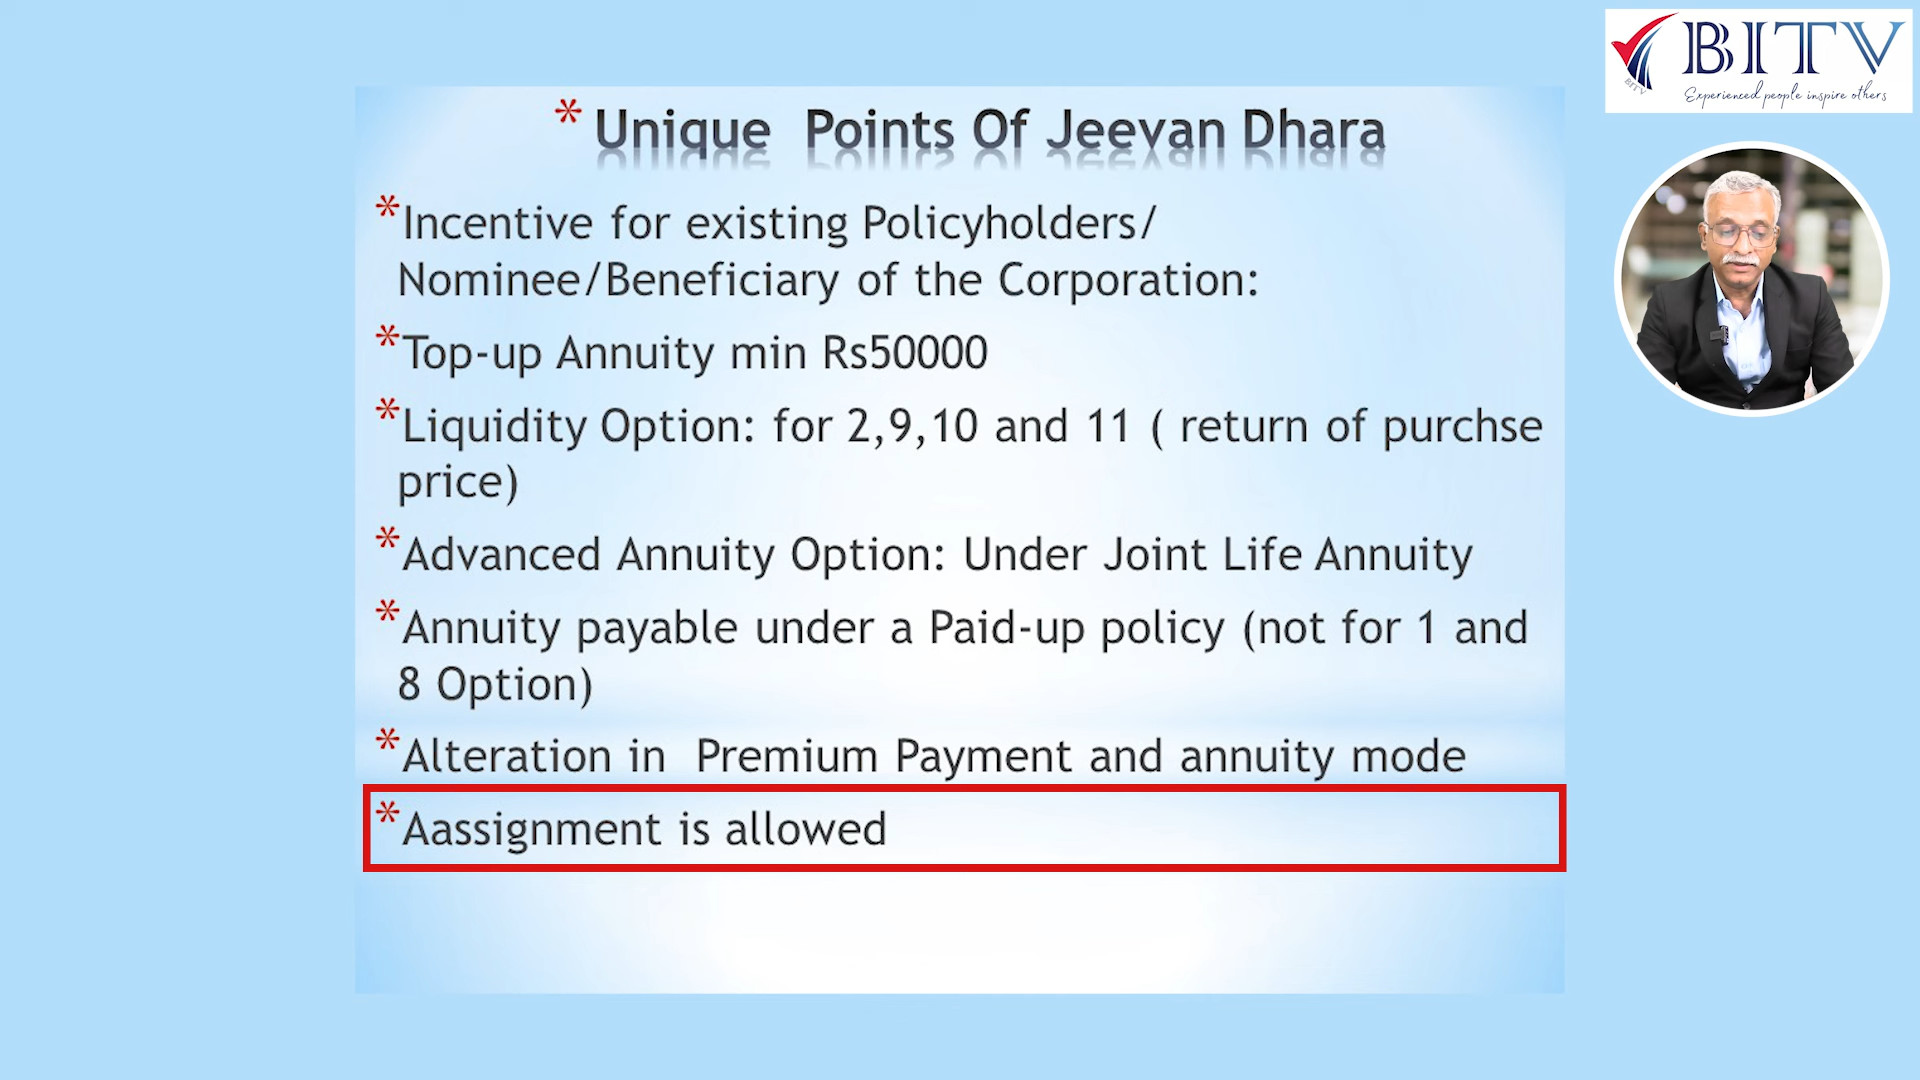 BITV
Experienced people inspire others
BITV
* Unique Points Of Jeevan Dhara
*Incentive for existing Policyholders/
Nominee/Beneficiary of the Corporation:
*Top-up Annuity min Rs50000
*Liquidity Option: for 2,9,10 and 11 ( return of purchse
price)
*Advanced Annuity Option: Under Joint Life Annuity
*Annuity payable under a Paid-up policy (not for 1 and
8 Option)
*Alteration in Premium Payment and annuity mode
*Aassignment is allowed